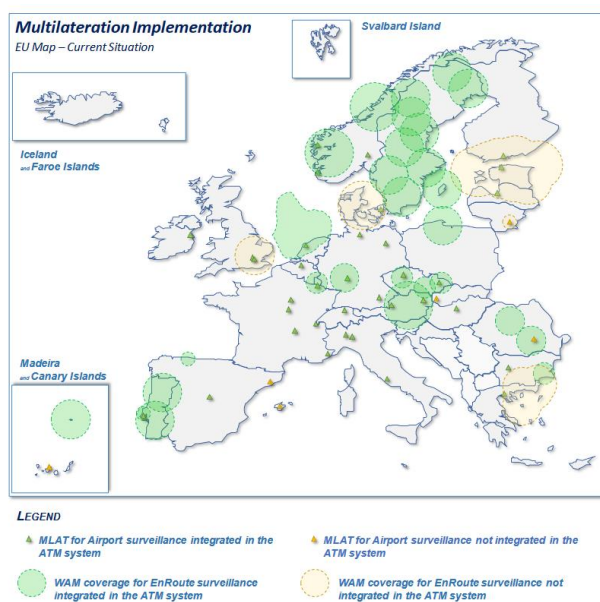 Multilateration Implementation
EU Map – Current Situation
Svalbard Island
Iceland
and Faroe Islands
Madeira
and Canary Islands
LEGEND
MLAT for Airport surveillance integrated in the
ATM system
MLAT for Airport surveillance not integrated in the
ATM system
WAM coverage for EnRoute surveillance
integrated in the ATM system
WAM coverage for EnRoute surveillance not
integrated in the ATM system